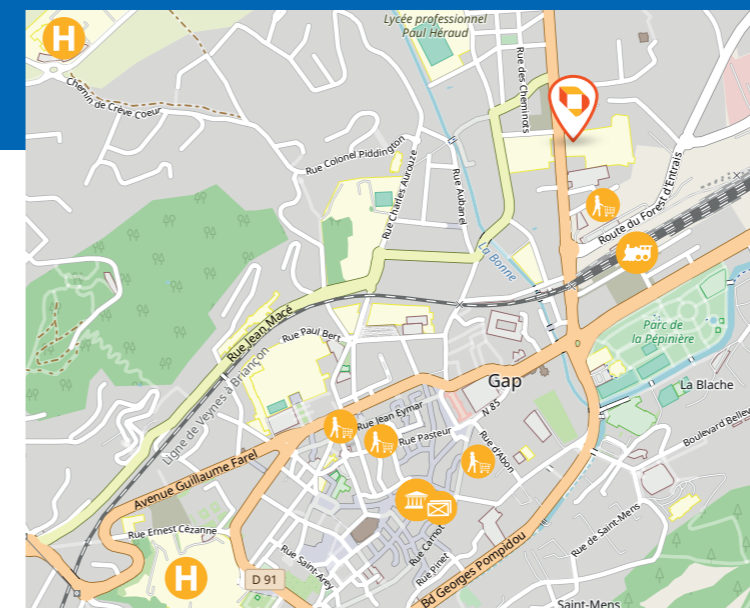 Lycée professionnel
Paul Héraud
H
Rue des Cheminots
Chemin de Crève Coeur
Rue Colonel Piddington
Rue Charles Aurouze
Rue Aubanel
Route du Forest d'Entrais
La Bonne
Rue Jean Macé
Rue Paul Bert
Parc de
la Pépinière
Ligne de Veynes à Briançon
D
Gap
La Blache
N 85
Rue Jean Eymar
Rue Pasteur
Boulevard Bellev
Rue d'Abon
Avenue Guillaume Farel
Rue de Saint-Mens
Rue Ernest Cézanne
Rue Carnot
Bd Georges Pompidou
Rue Saint-Arey
Rue Pinet
H
D 91
Saint-Mens